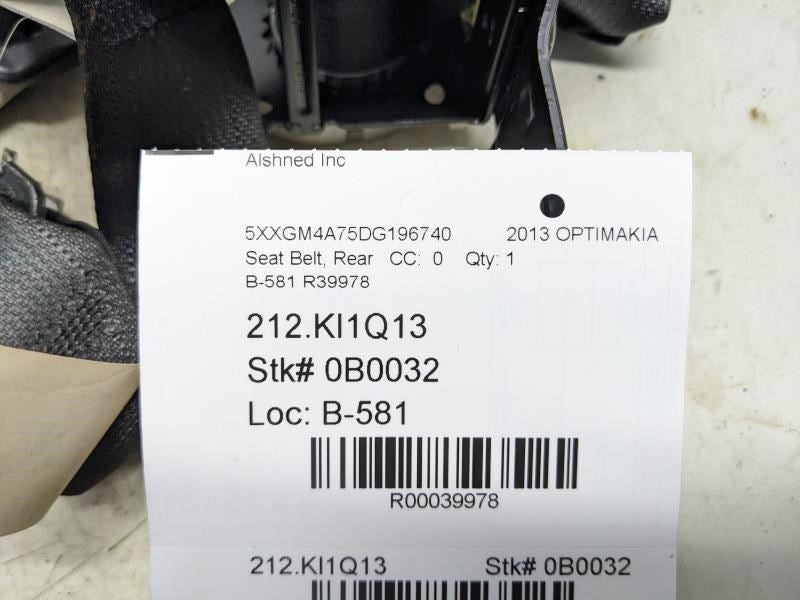 Alshned Inc
5XXGM4A75DG196740 2013 OPTIMAKIA
Seat Belt, Rear CC: 0 Qty: 1
B-581 R39978
212.KI1Q13
Stk# 0B0032
Loc: B-581
R00039978
212.KI1Q13 Stk# 0B0032